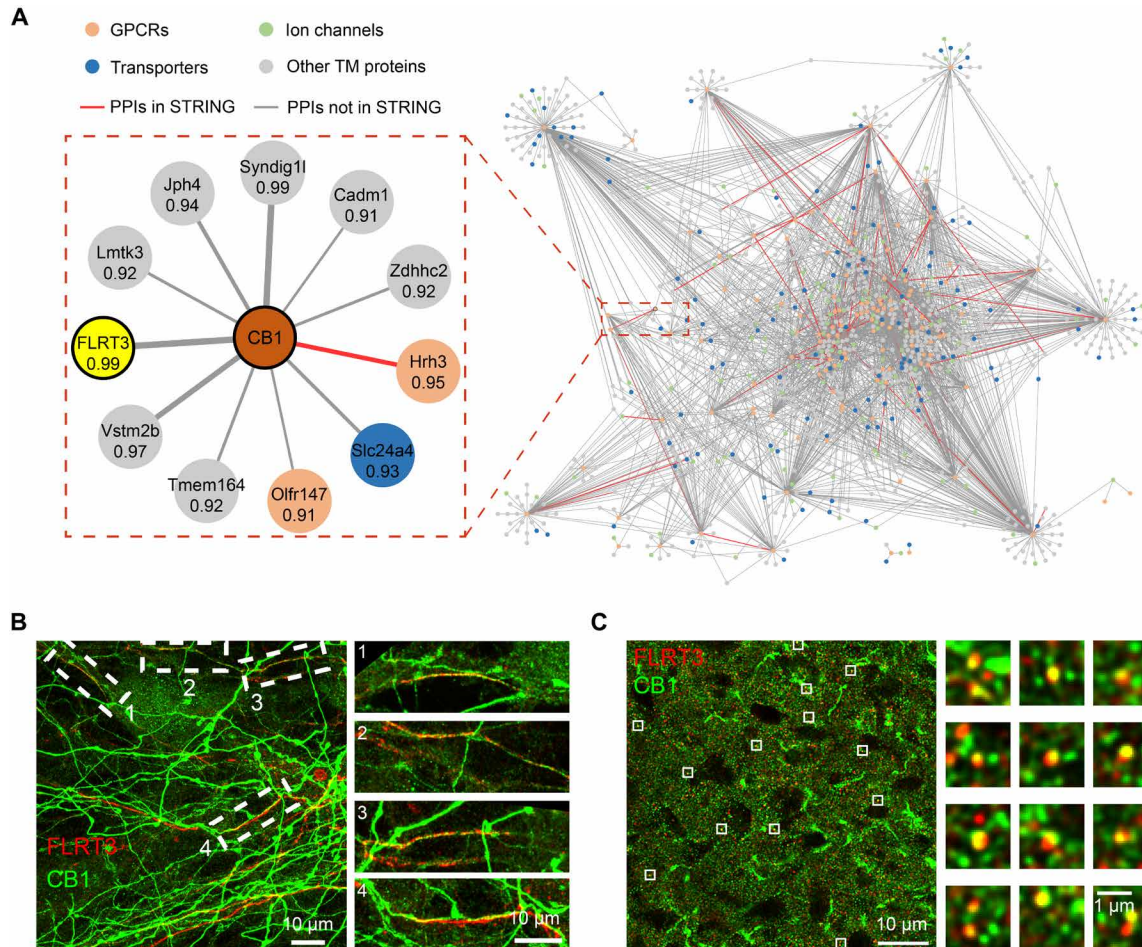 A
GPCRs
Ion channels
Transporters
Other TM proteins
PPIs in STRING
PPIs not in STRING
Syndig1l
0.99
Jph4
0.94
Cadm1
0.91
Lmtk3
0.92
Zdhhc2
0.92
FLRT3
0.99
CB1
Hrh3
0.95
Vstm2b
0.97
Slc24a4
0.93
Tmem164
0.92
Olfr147
0.91
B
1
2
3
4
FLRT3
CB1
10 µm
1
2
3
4
10 µm
C
FLRT3
CB1
10 µm
1 µm